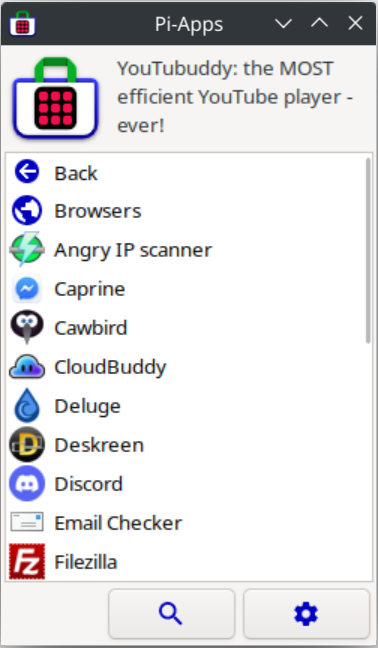 Pi-Apps
YouTubuddy: the MOST
efficient YouTube player -
ever!
Back
Browsers
Angry IP scanner
Caprine
Cawbird
CloudBuddy
Deluge
Deskreen
Discord
Email Checker
Filezilla